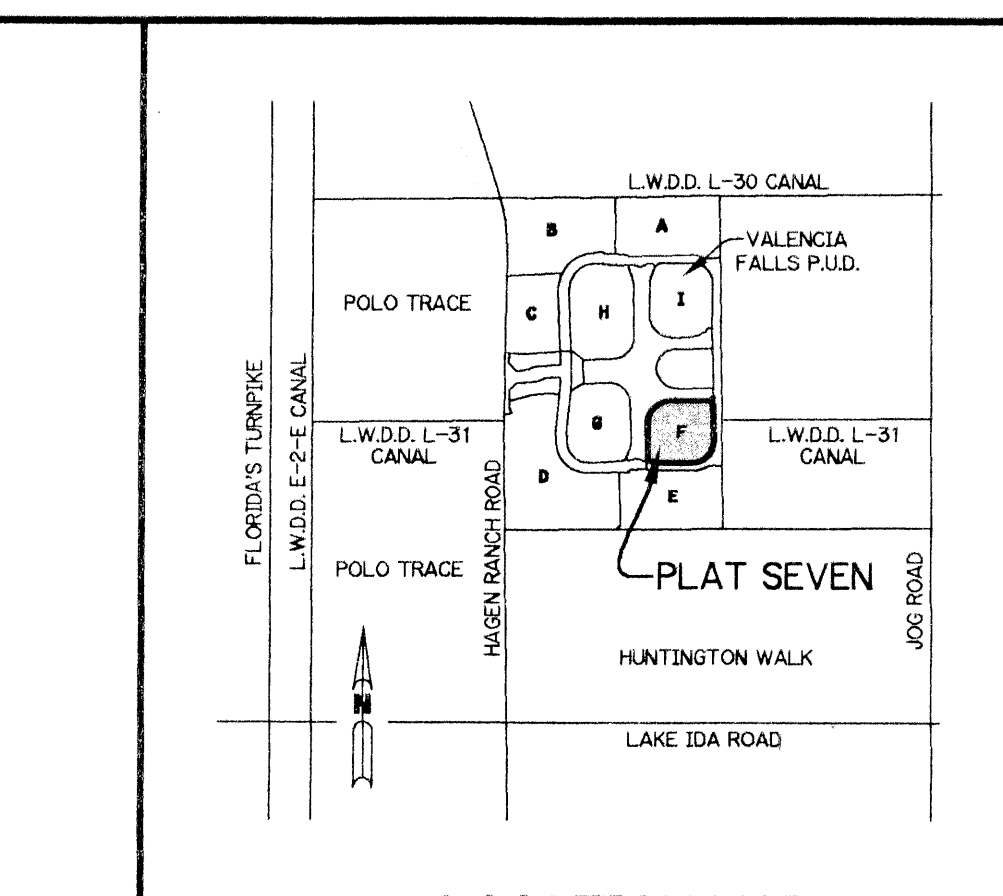 L.W.D.D. L-30 CANAL
B
A
VALENCIA
FALLS P.U.D.
POLO TRACE
C
H
I
FLORIDA'S TURNPIKE
L.W.D.D. E-2-E CANAL
L.W.D.D. L-31
CANAL
G
F
L.W.D.D. L-31
CANAL
D
E
HAGEN RANCH ROAD
POLO TRACE
PLAT SEVEN
JOG ROAD
HUNTINGTON WALK
N
LAKE IDA ROAD